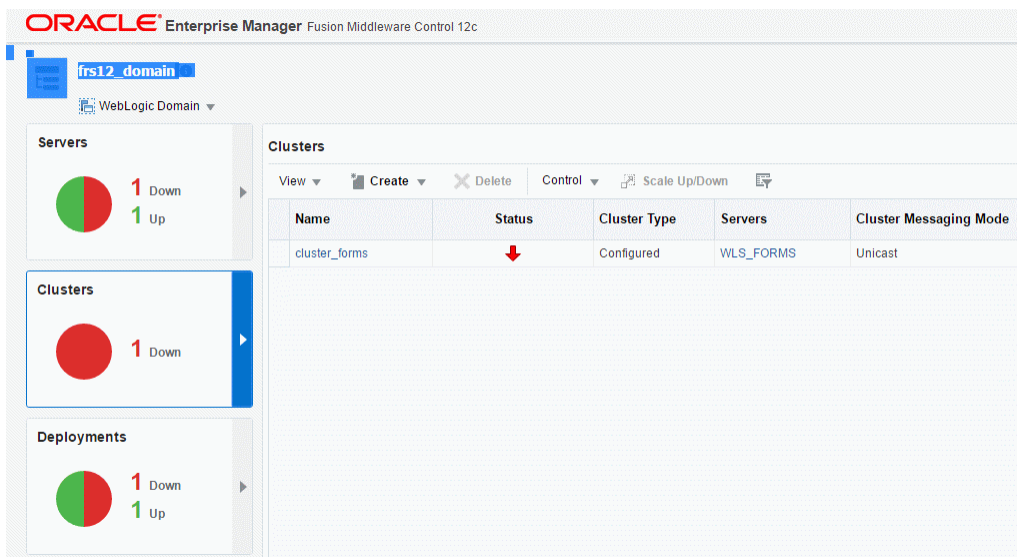 ORACLE® Enterprise Manager Fusion Middleware Control 12c
frs12_domain
WebLogic Domain
Servers
1 Down
1 Up
Clusters
1 Down
Deployments
1 Down
1 Up
Clusters
View Create Delete Control Scale Up/Down
Name Status Cluster Type Servers Cluster Messaging Mode
cluster_forms Configured WLS_FORMS Unicast